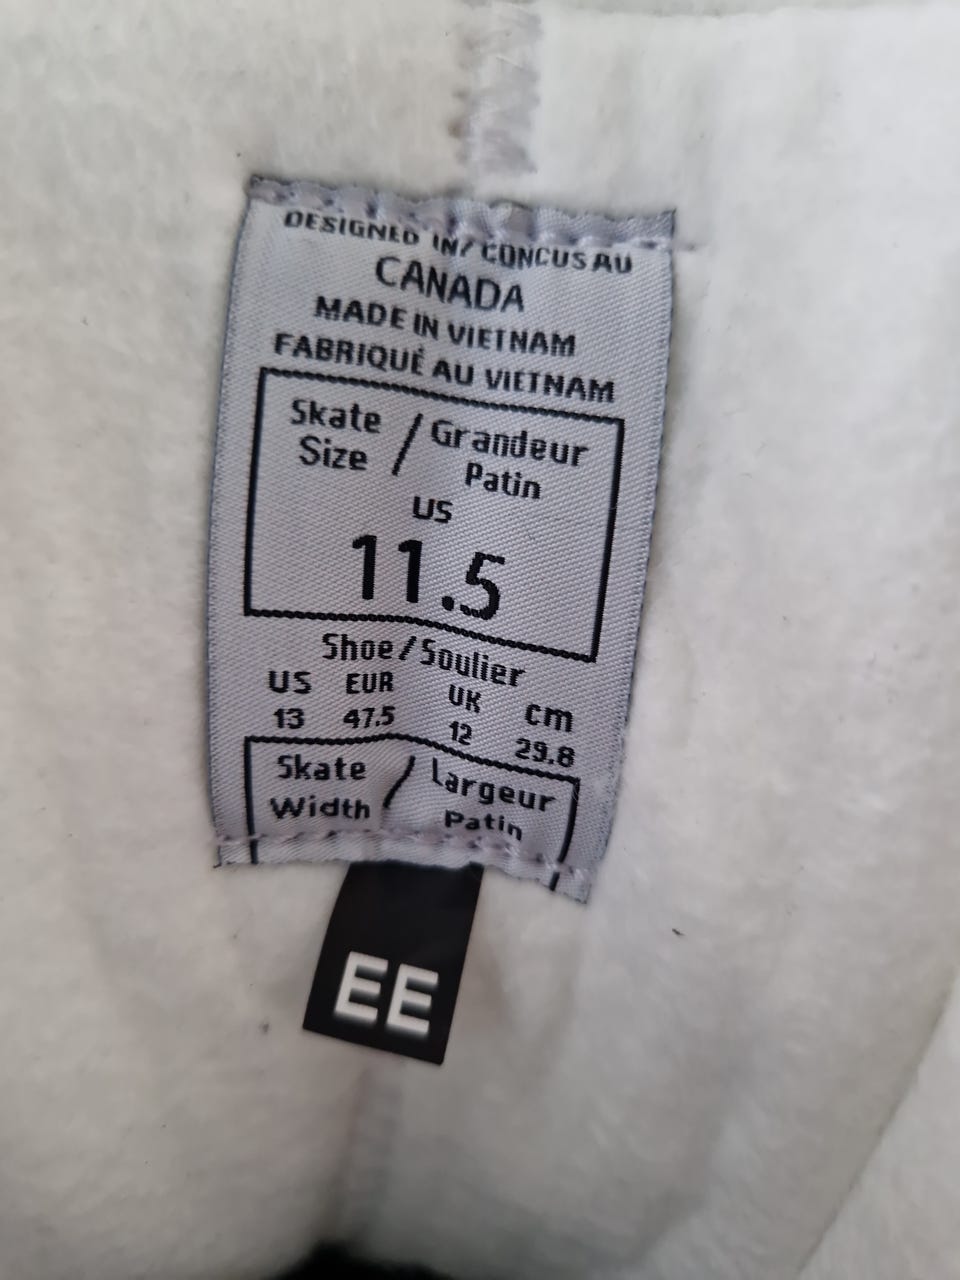 DESIGNED IN/ CONCUS AU
CANADA
MADE IN VIETNAM
FABRIQUÉ AU VIETNAM
Skate Size / Grandeur Patin
US
11.5
Shoe/Soulier
US EUR UK cm
13 47.5 12 29.8
Skate Width / Largeur Patin
EE